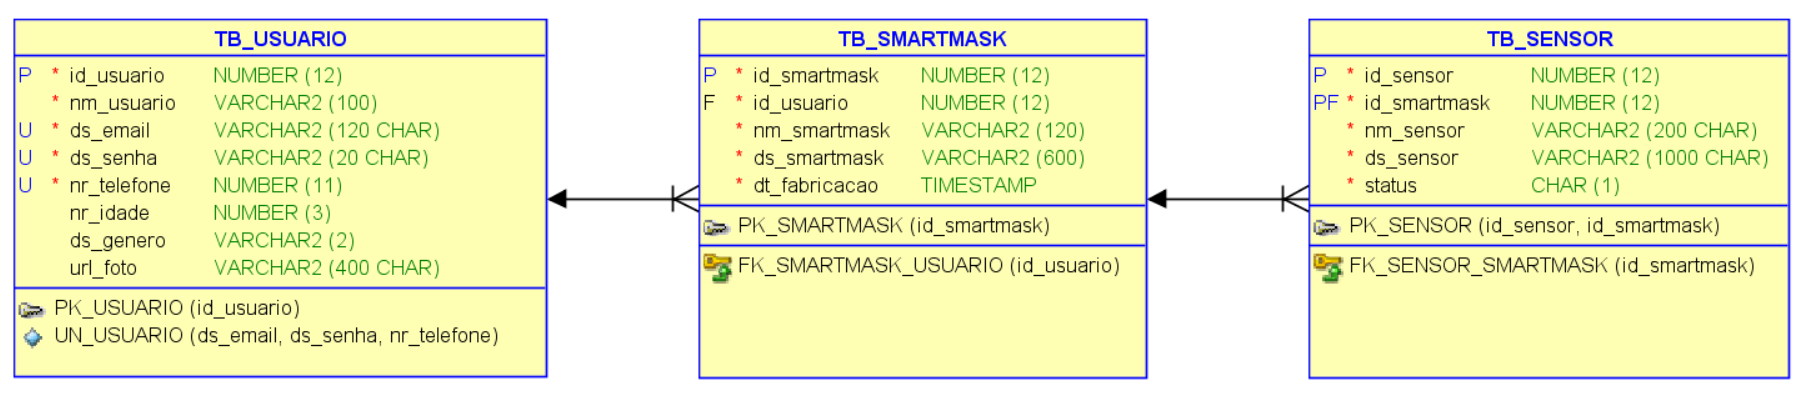 TB_USUARIO
P * id_usuario NUMBER (12)
* nm_usuario VARCHAR2 (100)
U * ds_email VARCHAR2 (120 CHAR)
U * ds_senha VARCHAR2 (20 CHAR)
U * nr_telefone NUMBER (11)
nr_idade NUMBER (3)
ds_genero VARCHAR2 (2)
url_foto VARCHAR2 (400 CHAR)
PK_USUARIO (id_usuario)
UN_USUARIO (ds_email, ds_senha, nr_telefone)
TB_SMARTMASK
P * id_smartmask NUMBER (12)
F * id_usuario NUMBER (12)
* nm_smartmask VARCHAR2 (120)
* ds_smartmask VARCHAR2 (600)
* dt_fabricacao TIMESTAMP
PK_SMARTMASK (id_smartmask)
FK_SMARTMASK_USUARIO (id_usuario)
TB_SENSOR
P * id_sensor NUMBER (12)
PF * id_smartmask NUMBER (12)
* nm_sensor VARCHAR2 (200 CHAR)
* ds_sensor VARCHAR2 (1000 CHAR)
* status CHAR (1)
PK_SENSOR (id_sensor, id_smartmask)
FK_SENSOR_SMARTMASK (id_smartmask)